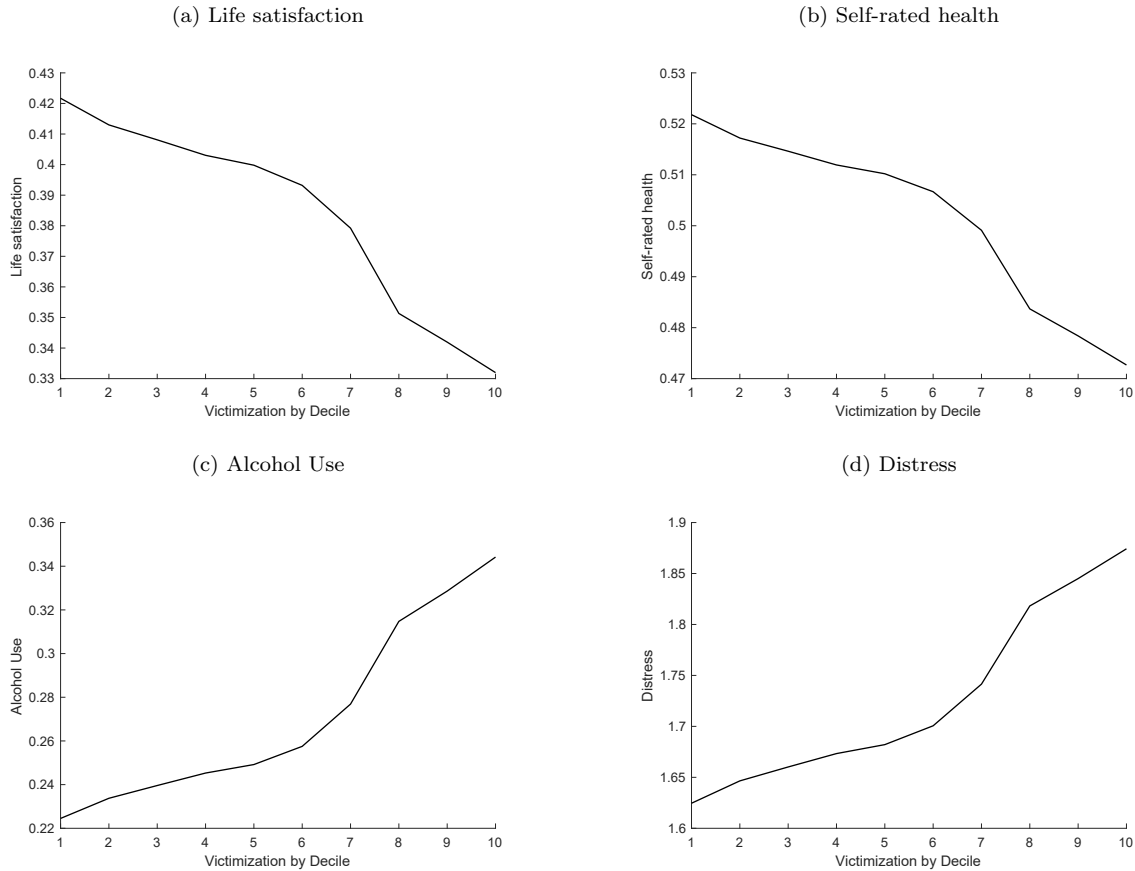 (a) Life satisfaction
0.43
0.42
0.41
0.4
0.39
0.38
0.37
0.36
0.35
0.34
0.33
Life satisfaction
1 2 3 4 5 6 7 8 9 10
Victimization by Decile
(b) Self-rated health
0.53
0.52
0.51
0.5
0.49
0.48
0.47
Self-rated health
1 2 3 4 5 6 7 8 9 10
Victimization by Decile
(c) Alcohol Use
0.36
0.34
0.32
0.3
0.28
0.26
0.24
0.22
Alcohol Use
1 2 3 4 5 6 7 8 9 10
Victimization by Decile
(d) Distress
1.9
1.85
1.8
1.75
1.7
1.65
1.6
Distress
1 2 3 4 5 6 7 8 9 10
Victimization by Decile